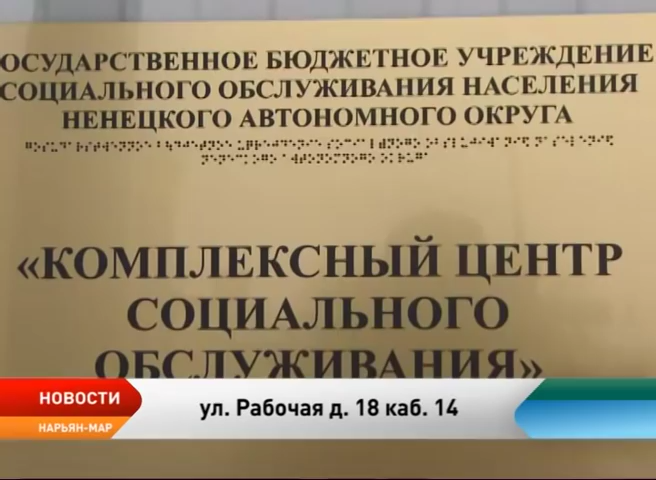 ОСУДАРСТВЕННОЕ БЮДЖЕТНОЕ УЧРЕЖДЕНИЕ
СОЦИАЛЬНОГО ОБСЛУЖИВАНИЯ НАСЕЛЕНИЯ
НЕНЕЦКОГО АВТОНОМНОГО ОКРУГА
«КОМПЛЕКСНЫЙ ЦЕНТР
СОЦИАЛЬНОГО
ОБСЛУЖИВАНИЯ»
НОВОСТИ
НАРЬЯН-МАР
ул. Рабочая д. 18 каб. 14